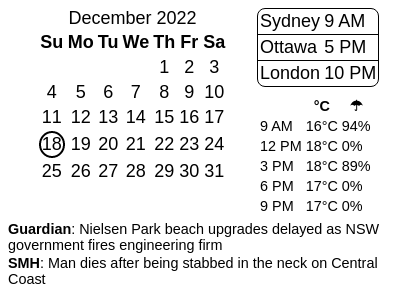 December 2022
Su Mo Tu We Th Fr Sa
1 2 3
4 5 6 7 8 9 10
11 12 13 14 15 16 17
18 19 20 21 22 23 24
25 26 27 28 29 30 31
Sydney 9 AM
Ottawa 5 PM
London 10 PM
°C ☂
9 AM 16°C 94%
12 PM 18°C 0%
3 PM 18°C 89%
6 PM 17°C 0%
9 PM 17°C 0%
Guardian: Nielsen Park beach upgrades delayed as NSW
government fires engineering firm
SMH: Man dies after being stabbed in the neck on Central
Coast